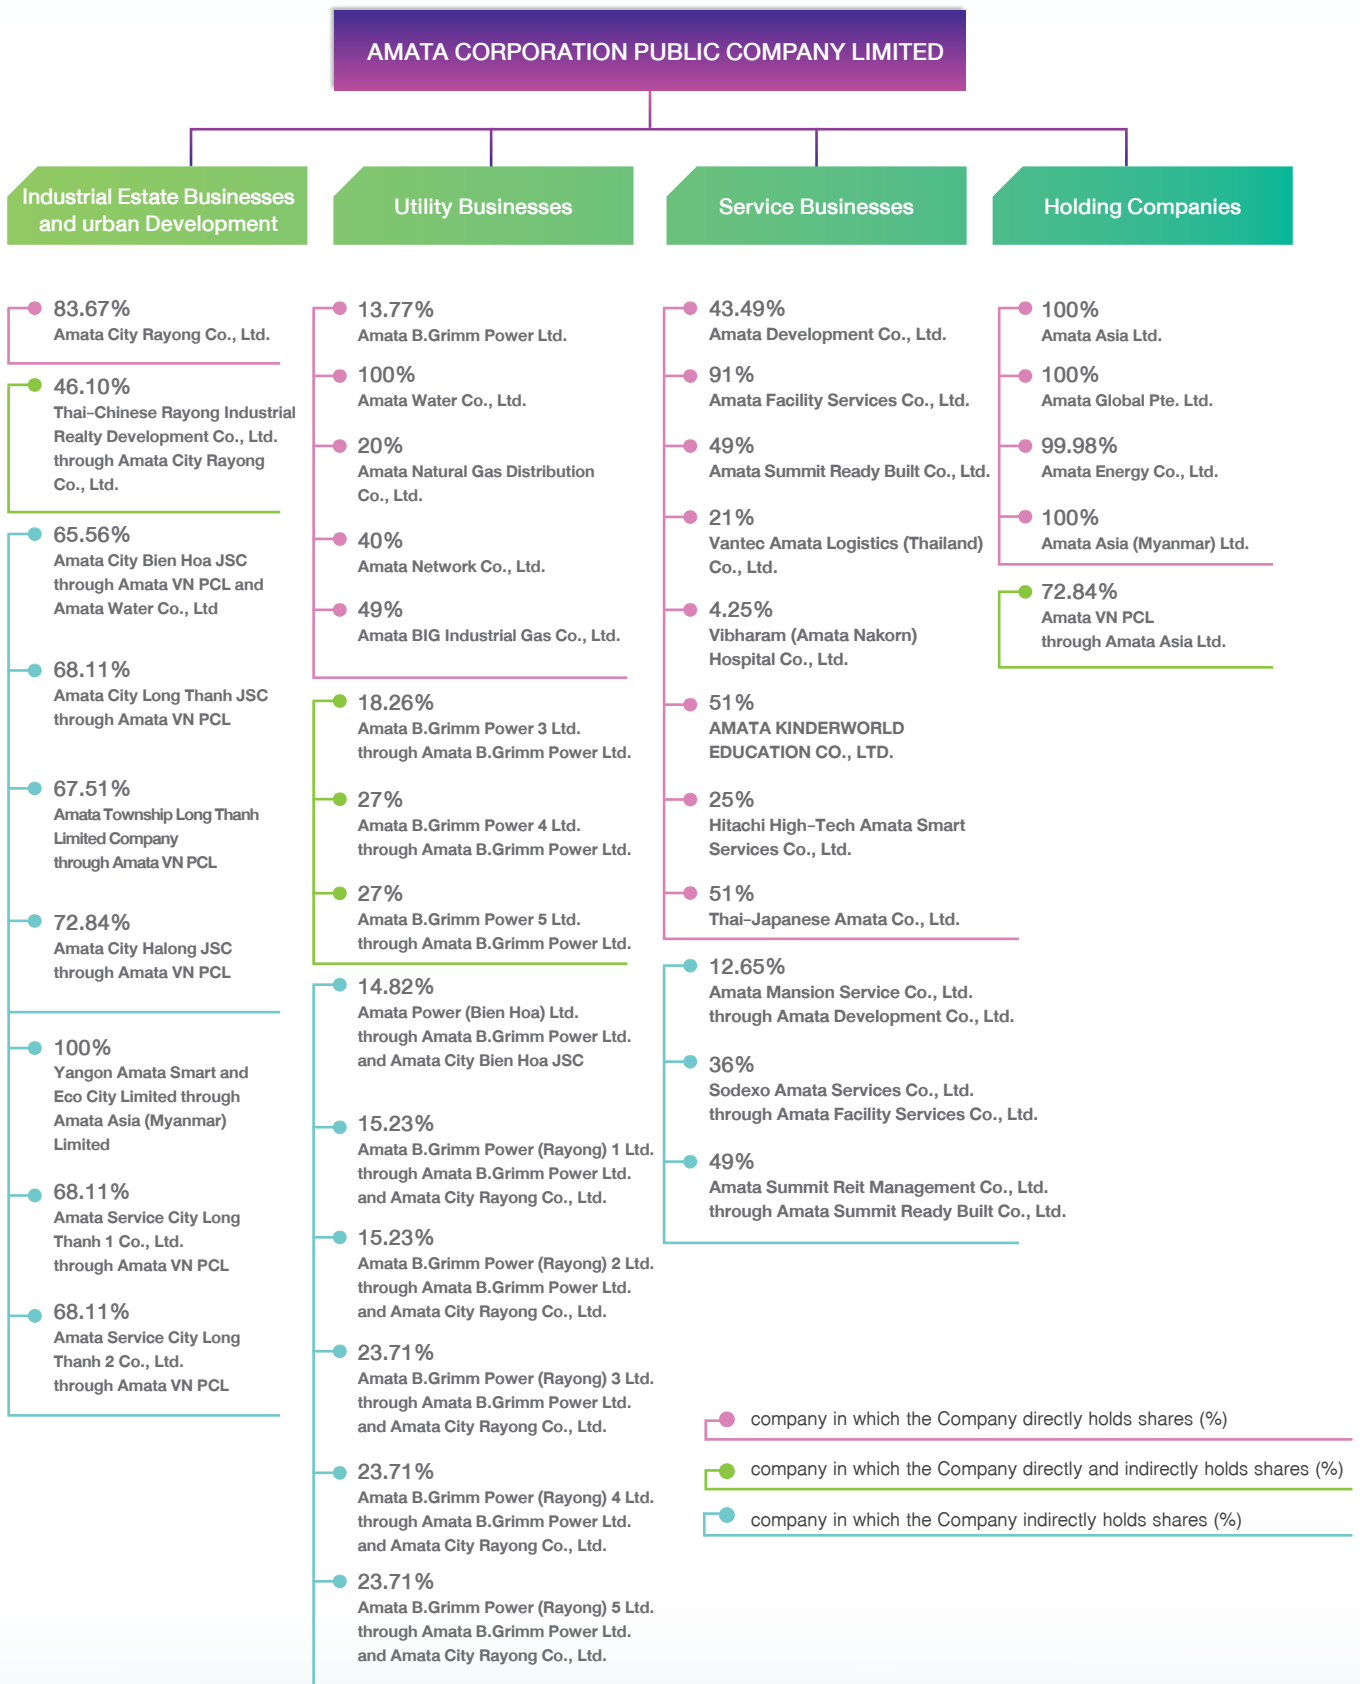 AMATA CORPORATION PUBLIC COMPANY LIMITED
Industrial Estate Businesses
and urban Development
83.67%
Amata City Rayong Co., Ltd.
46.10%
Thai-Chinese Rayong Industrial
Realty Development Co., Ltd.
through Amata City Rayong
Co., Ltd.
65.56%
Amata City Bien Hoa JSC
through Amata VN PCL and
Amata Water Co., Ltd
68.11%
Amata City Long Thanh JSC
through Amata VN PCL
67.51%
Amata Township Long Thanh
Limited Company
through Amata VN PCL
72.84%
Amata City Halong JSC
through Amata VN PCL
100%
Yangon Amata Smart and
Eco City Limited through
Amata Asia (Myanmar)
Limited
68.11%
Amata Service City Long
Thanh 1 Co., Ltd.
through Amata VN PCL
68.11%
Amata Service City Long
Thanh 2 Co., Ltd.
through Amata VN PCL
Utility Businesses
13.77%
Amata B.Grimm Power Ltd.
100%
Amata Water Co., Ltd.
20%
Amata Natural Gas Distribution
Co., Ltd.
40%
Amata Network Co., Ltd.
49%
Amata BIG Industrial Gas Co., Ltd.
18.26%
Amata B.Grimm Power 3 Ltd.
through Amata B.Grimm Power Ltd.
27%
Amata B.Grimm Power 4 Ltd.
through Amata B.Grimm Power Ltd.
27%
Amata B.Grimm Power 5 Ltd.
through Amata B.Grimm Power Ltd.
14.82%
Amata Power (Bien Hoa) Ltd.
through Amata B.Grimm Power Ltd.
and Amata City Bien Hoa JSC
15.23%
Amata B.Grimm Power (Rayong) 1 Ltd.
through Amata B.Grimm Power Ltd.
and Amata City Rayong Co., Ltd.
15.23%
Amata B.Grimm Power (Rayong) 2 Ltd.
through Amata B.Grimm Power Ltd.
and Amata City Rayong Co., Ltd.
23.71%
Amata B.Grimm Power (Rayong) 3 Ltd.
through Amata B.Grimm Power Ltd.
and Amata City Rayong Co., Ltd.
23.71%
Amata B.Grimm Power (Rayong) 4 Ltd.
through Amata B.Grimm Power Ltd.
and Amata City Rayong Co., Ltd.
23.71%
Amata B.Grimm Power (Rayong) 5 Ltd.
through Amata B.Grimm Power Ltd.
and Amata City Rayong Co., Ltd.
Service Businesses
43.49%
Amata Development Co., Ltd.
91%
Amata Facility Services Co., Ltd.
49%
Amata Summit Ready Built Co., Ltd.
21%
Vantec Amata Logistics (Thailand)
Co., Ltd.
4.25%
Vibharam (Amata Nakorn)
Hospital Co., Ltd.
51%
AMATA KINDERWORLD
EDUCATION CO., LTD.
25%
Hitachi High-Tech Amata Smart
Services Co., Ltd.
51%
Thai-Japanese Amata Co., Ltd.
12.65%
Amata Mansion Service Co., Ltd.
through Amata Development Co., Ltd.
36%
Sodexo Amata Services Co., Ltd.
through Amata Facility Services Co., Ltd.
49%
Amata Summit Reit Management Co., Ltd.
through Amata Summit Ready Built Co., Ltd.
Holding Companies
100%
Amata Asia Ltd.
100%
Amata Global Pte. Ltd.
99.98%
Amata Energy Co., Ltd.
100%
Amata Asia (Myanmar) Ltd.
72.84%
Amata VN PCL
through Amata Asia Ltd.
company in which the Company directly holds shares (%)
company in which the Company directly and indirectly holds shares (%)
company in which the Company indirectly holds shares (%)